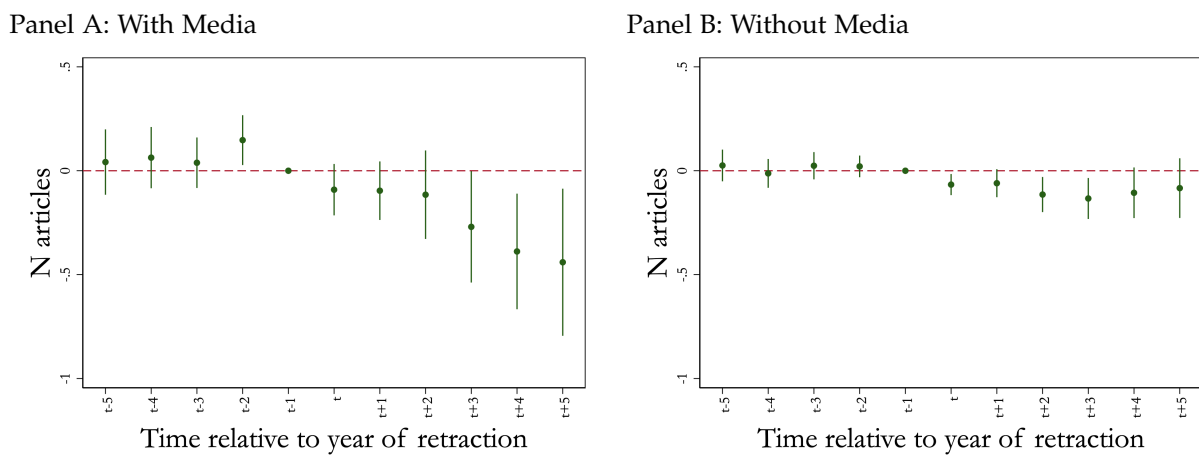 Panel A: With Media
N articles
.5
0
-.5
-1
t-5
t-4
t-3
t-2
t-1
t
t+1
t+2
t+3
t+4
t+5
Time relative to year of retraction
Panel B: Without Media
N articles
.5
0
-.5
-1
t-5
t-4
t-3
t-2
t-1
t
t+1
t+2
t+3
t+4
t+5
Time relative to year of retraction